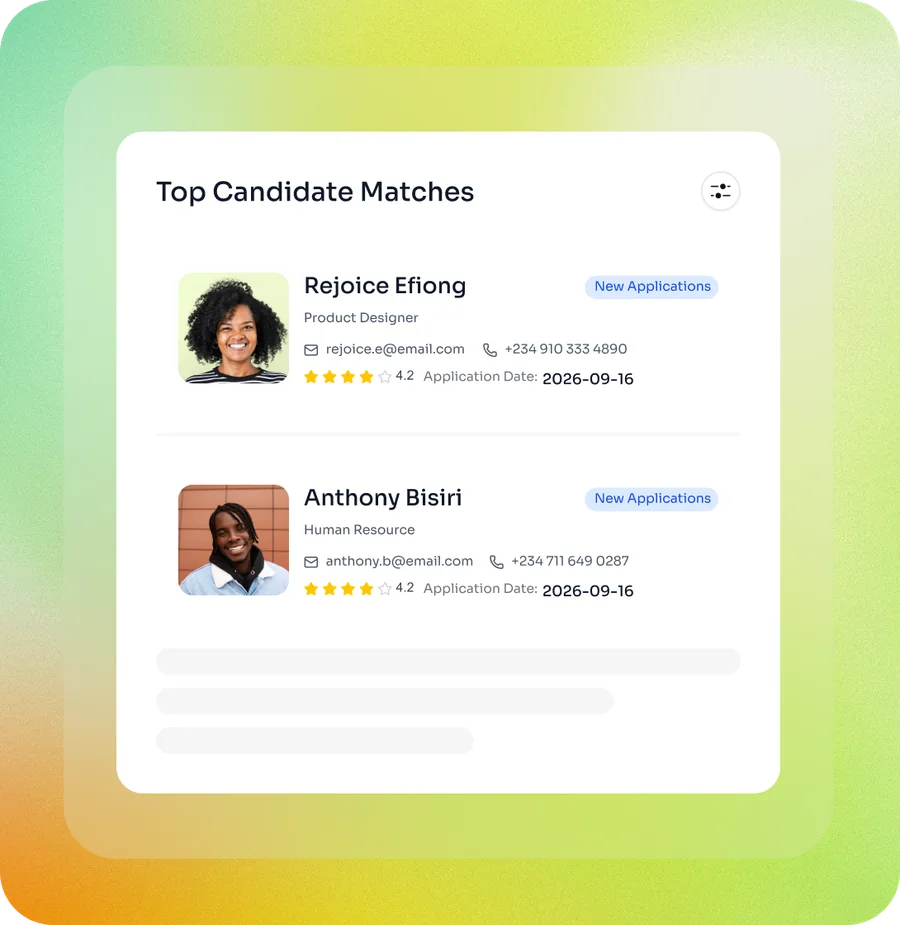 Top Candidate Matches
Rejoice Efiong
New Applications
Product Designer
rejoice.e@email.com +234 910 333 4890
4.2 Application Date: 2026-09-16
Anthony Bisiri
New Applications
Human Resource
anthony.b@email.com +234 711 649 0287
4.2 Application Date: 2026-09-16